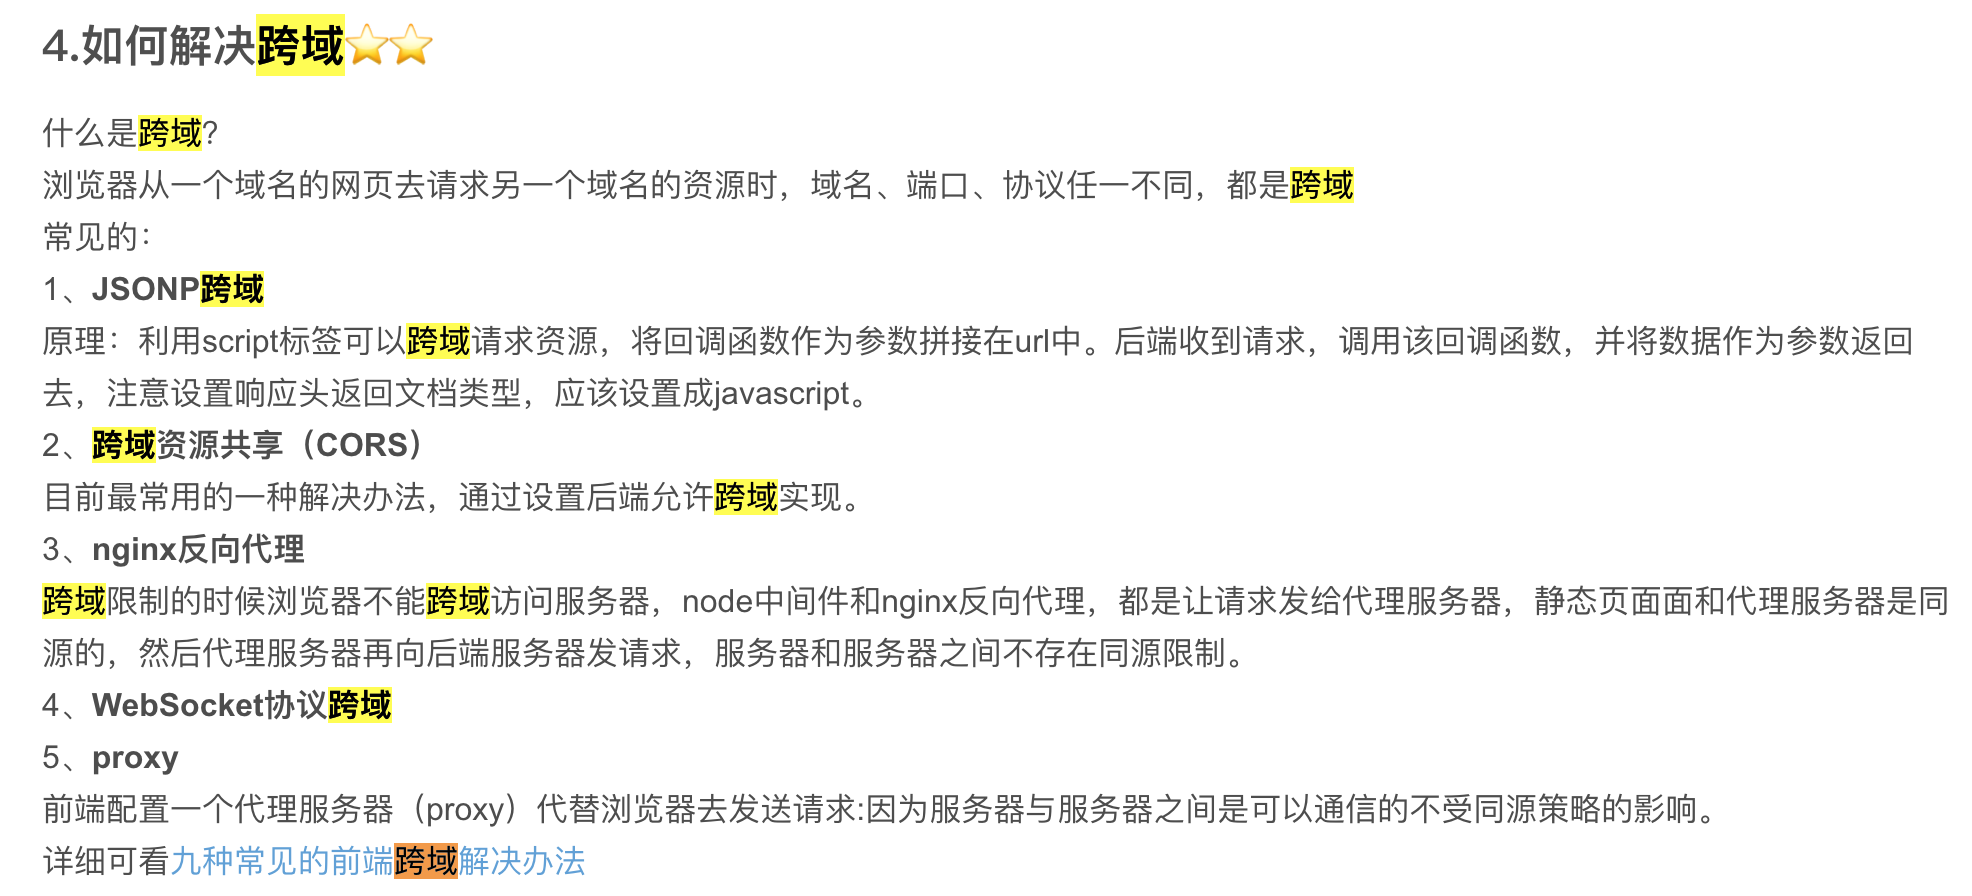 4.如何解决跨域⭐⭐
什么是跨域?
浏览器从一个域名的网页去请求另一个域名的资源时，域名、端口、协议任一不同，都是跨域
常见的：
1、JSONP跨域
原理：利用script标签可以跨域请求资源，将回调函数作为参数拼接在url中。后端收到请求，调用该回调函数，并将数据作为参数返回
去，注意设置响应头返回文档类型，应该设置成javascript。
2、跨域资源共享（CORS）
目前最常用的一种解决办法，通过设置后端允许跨域实现。
3、nginx反向代理
跨域限制的时候浏览器不能跨域访问服务器，node中间件和nginx反向代理，都是让请求发给代理服务器，静态页面面和代理服务器是同
源的，然后代理服务器再向后端服务器发请求，服务器和服务器之间不存在同源限制。
4、WebSocket协议跨域
5、proxy
前端配置一个代理服务器（proxy）代替浏览器去发送请求:因为服务器与服务器之间是可以通信的不受同源策略的影响。
详细可看九种常见的前端跨域解决办法